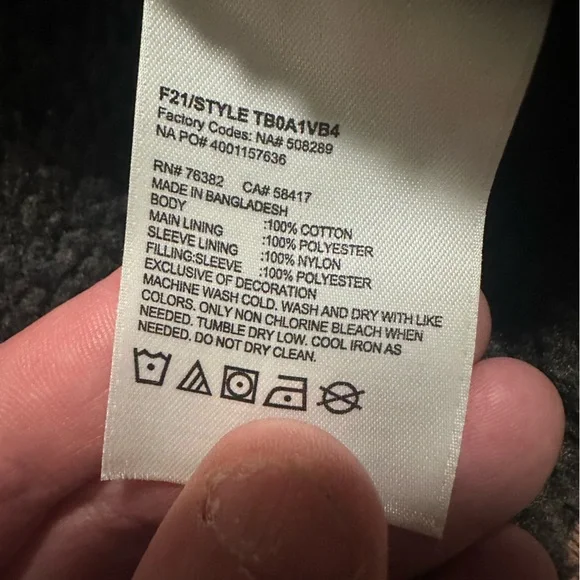 F21/STYLE TB0A1VB4
Factory Codes: NA# 508289
NA PO# 4001157636
RN# 76382 CA# 58417
MADE IN BANGLADESH
BODY :100% COTTON
MAIN LINING :100% POLYESTER
SLEEVE LINING :100% NYLON
FILLING:SLEEVE :100% POLYESTER
EXCLUSIVE OF DECORATION
MACHINE WASH COLD. WASH AND DRY WITH LIKE
COLORS. ONLY NON CHLORINE BLEACH WHEN
NEEDED. TUMBLE DRY LOW. COOL IRON AS
NEEDED. DO NOT DRY CLEAN.